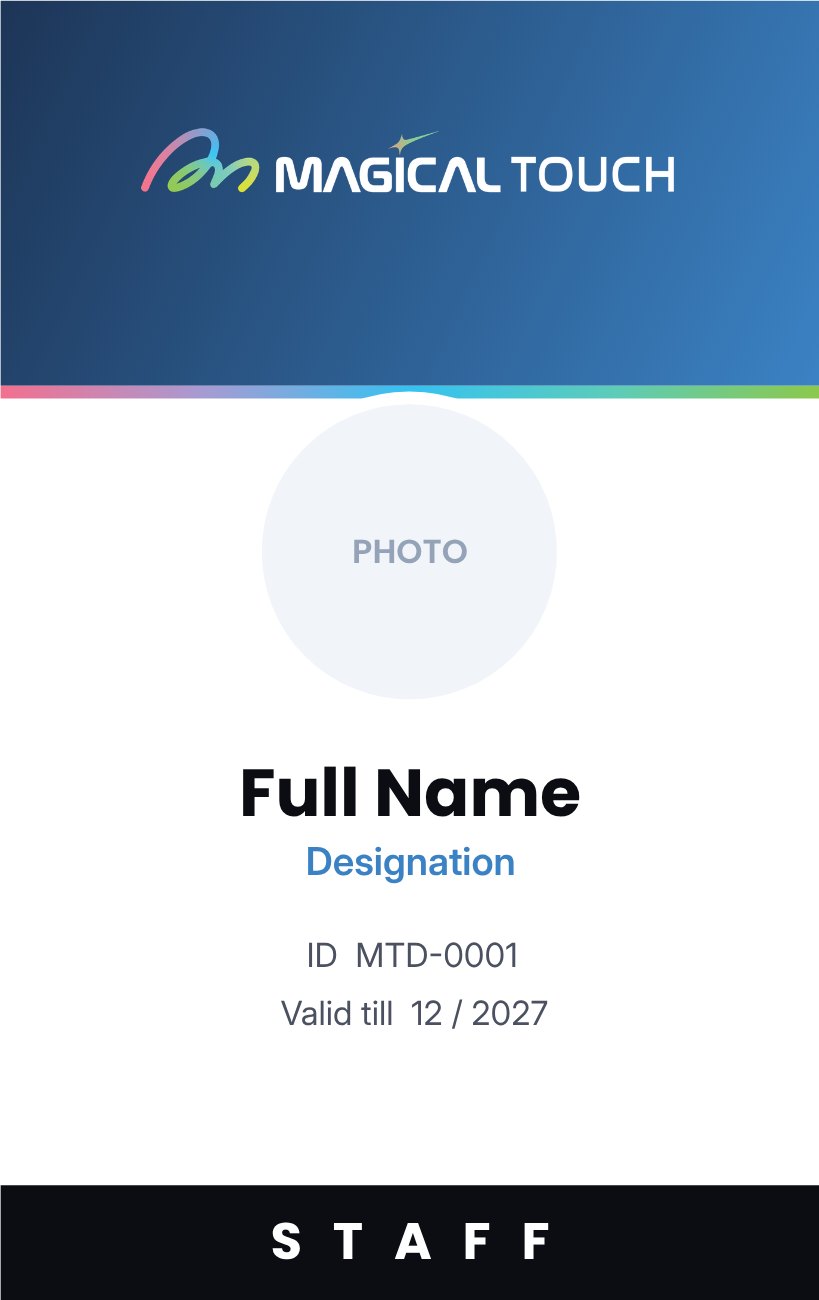 MAGICAL TOUCH
PHOTO
Full Name
Designation
ID MTD-0001
Valid till 12 / 2027
STAFF